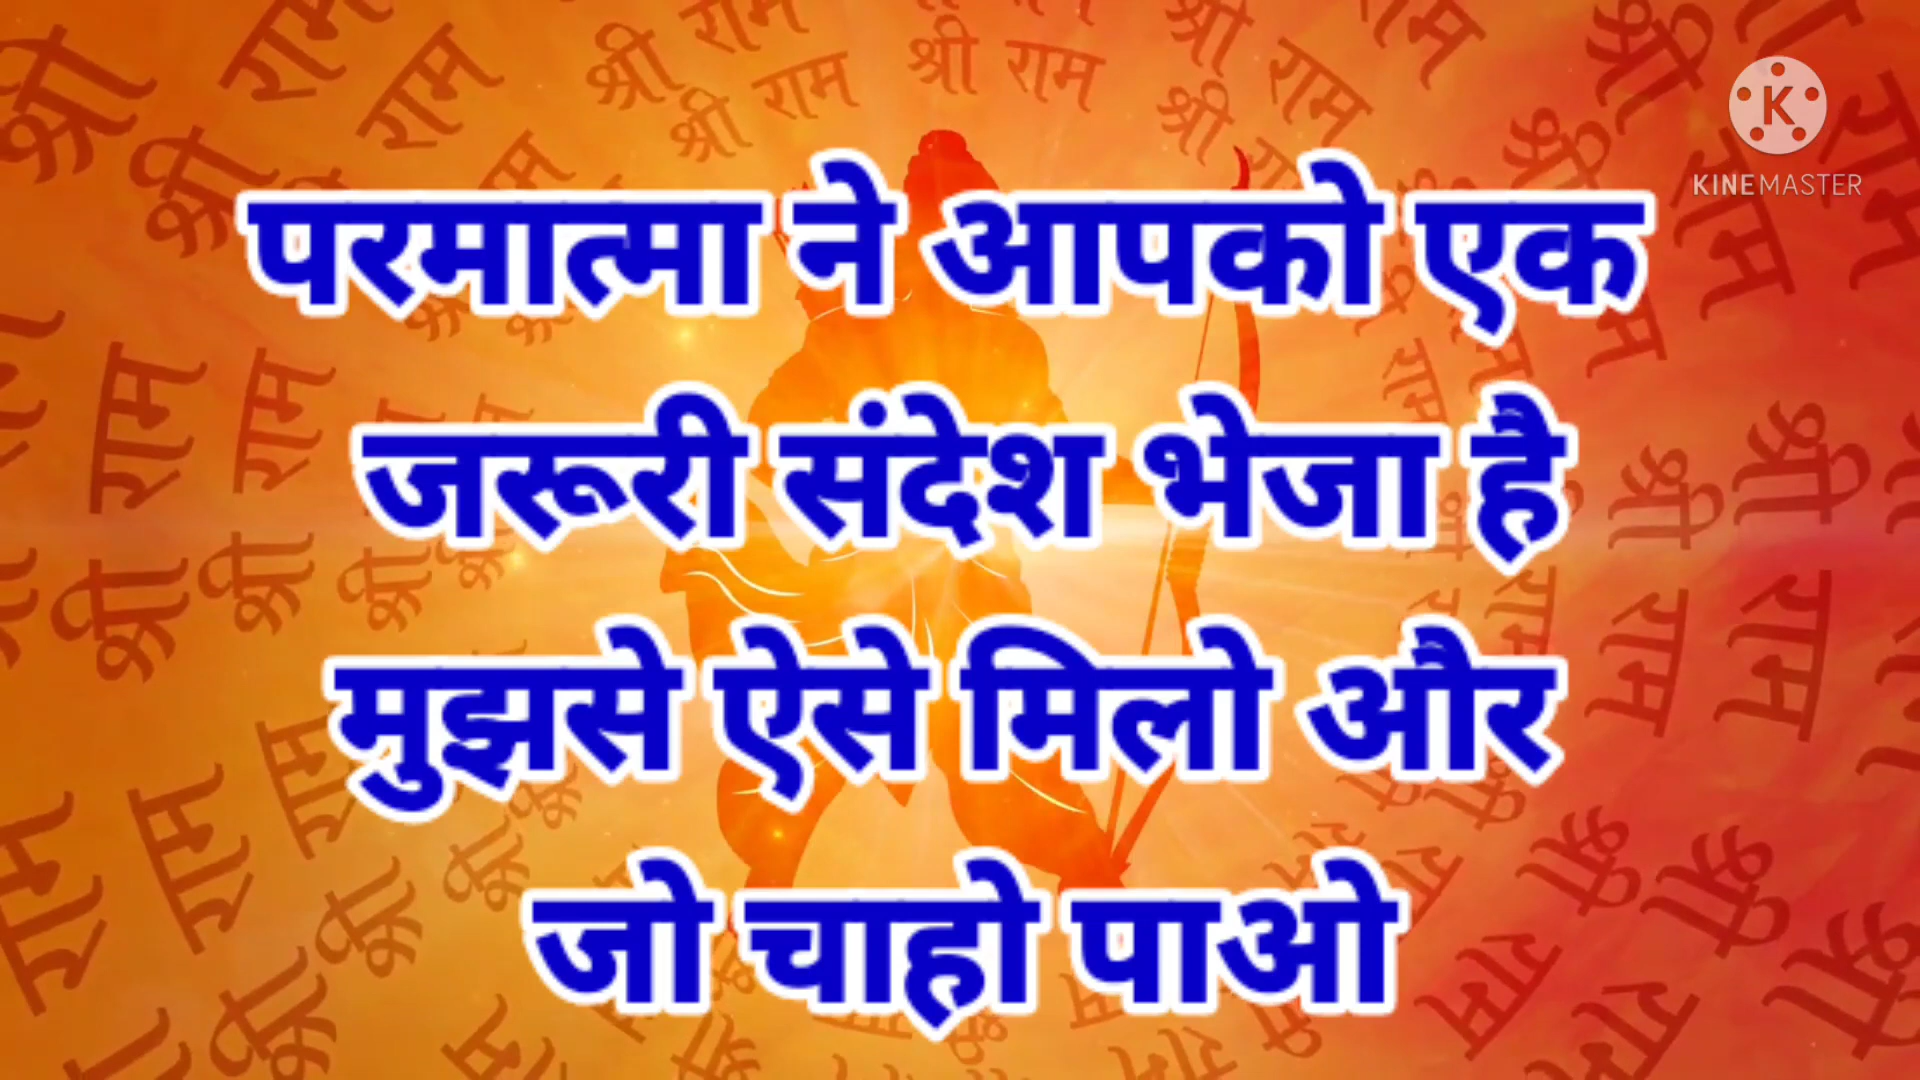 परमात्मा ने आपको एक
जरूरी संदेश भेजा है
मुझसे ऐसे मिलो और
जो चाहो पाओ
K
KINEMASTER
श्री राम
श्री राम
श्री राम
श्री राम
श्री राम
श्री राम